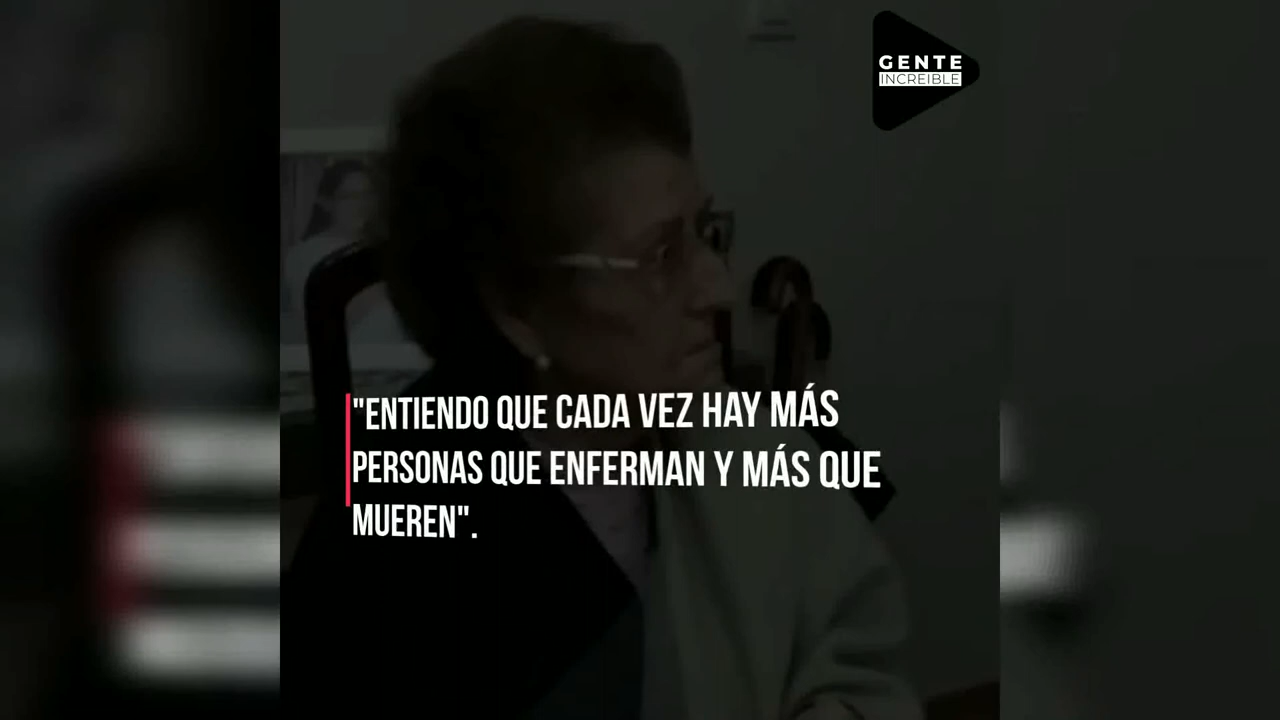 GENTE
INCREIBLE
"ENTIENDO QUE CADA VEZ HAY MÁS
PERSONAS QUE ENFERMAN Y MÁS QUE
MUEREN".